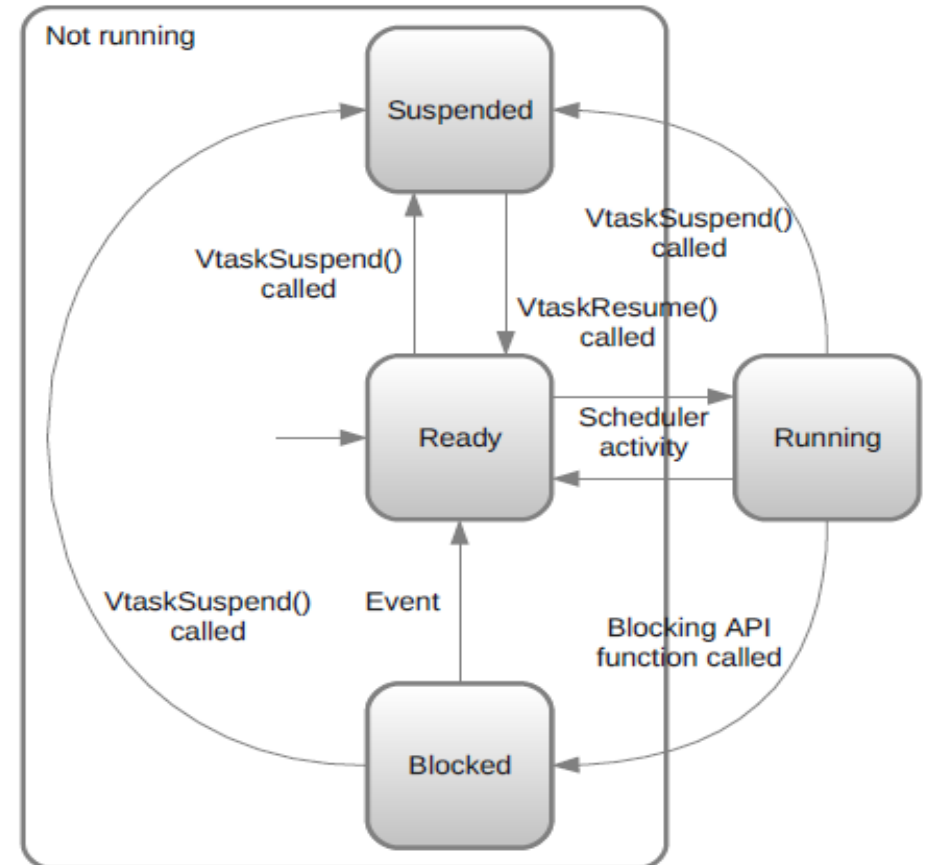 Not running
Suspended
VtaskSuspend()
called
VtaskSuspend()
called
VtaskResume()
called
Ready
Scheduler
activity
Running
VtaskSuspend()
called
Event
Blocking API
function called
Blocked